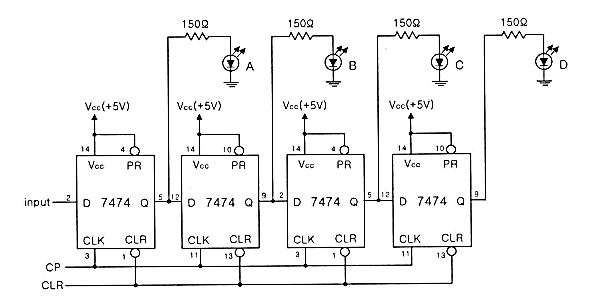 150Ω 150Ω 150Ω 150Ω
A B C D
Vcc(+5V) Vcc(+5V) Vcc(+5V) Vcc(+5V)
14 4 14 10 14 4 14 10
Vcc PR Vcc PR Vcc PR Vcc PR
input 2 D 7474 Q 5 12 D 7474 Q 9 2 D 7474 Q 5 12 D 7474 Q 9
CLK CLR CLK CLR CLK CLR CLK CLR
3 1 11 13 3 1 11 13
CP
CLR